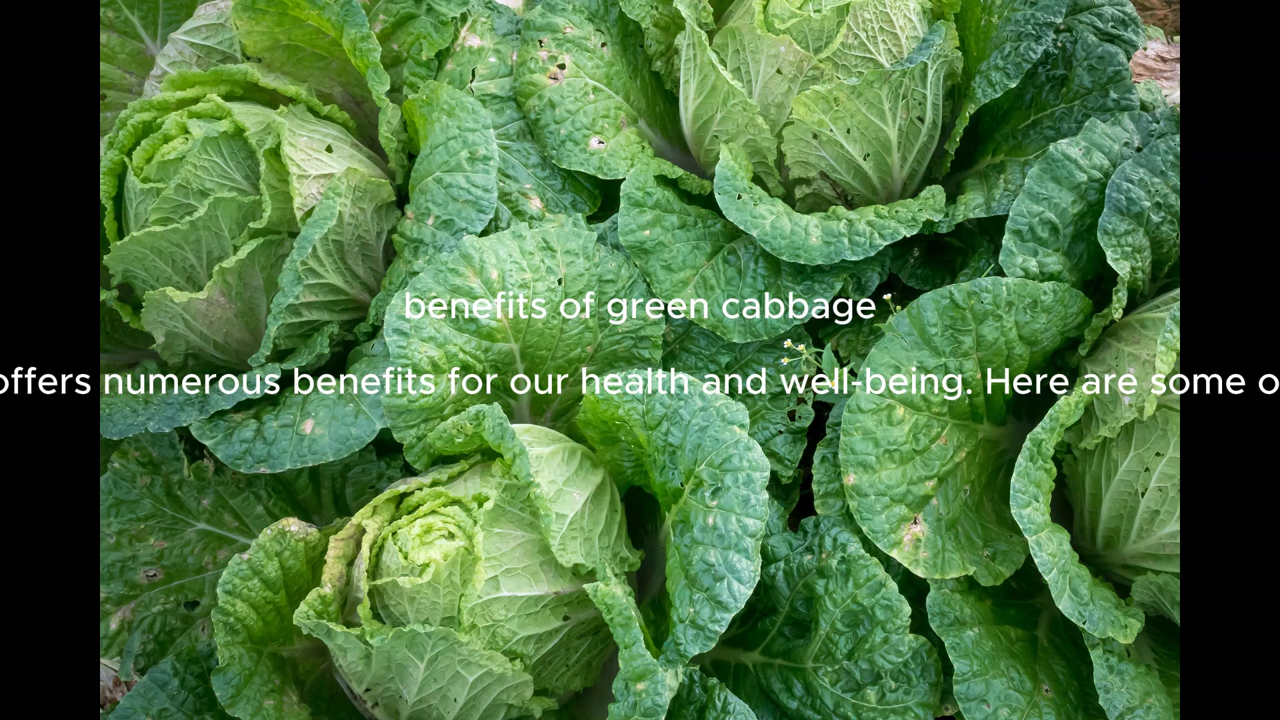 benefits of green cabbage
offers numerous benefits for our health and well-being. Here are some o